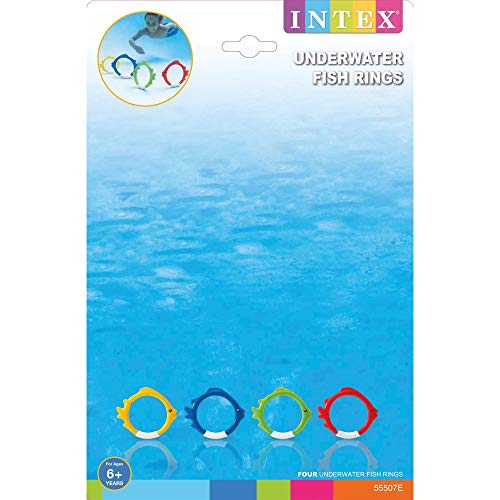 INTEX
UNDERWATER
FISH RINGS
For Ages
6+
YEARS
FOUR UNDERWATER FISH RINGS
55507E